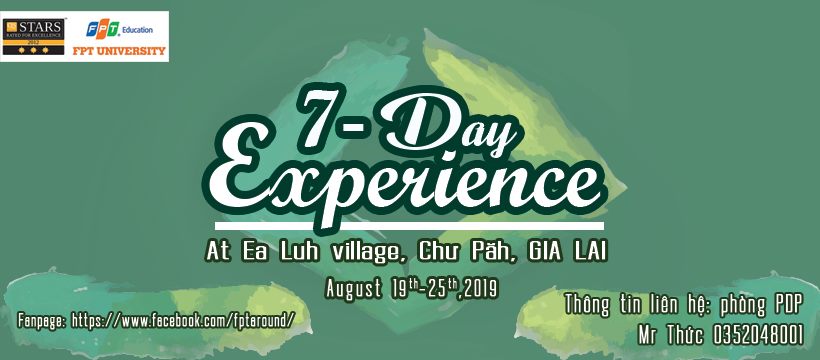 STARS
RATED FOR EXCELLENCE
2012
FPT Education
FPT UNIVERSITY
7-Day
Experience
At Ea Luh village, Chư Păh, GIA LAI
August 19th-25th,2019
Fanpage: https://www.facebook.com/fptaround/
Thông tin liên hệ: phòng PDP
Mr Thức 0352048001